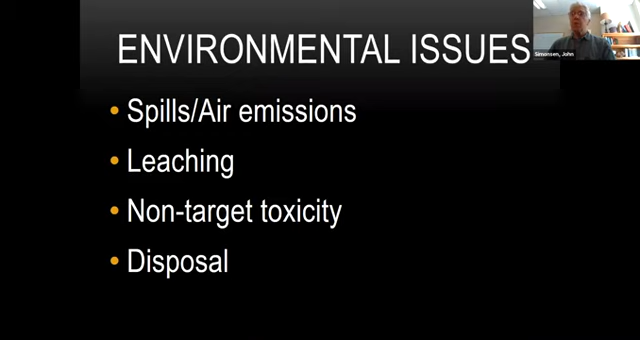 ENVIRONMENTAL ISSUES
• Spills/Air emissions
• Leaching
• Non-target toxicity
• Disposal
Simonsen, John